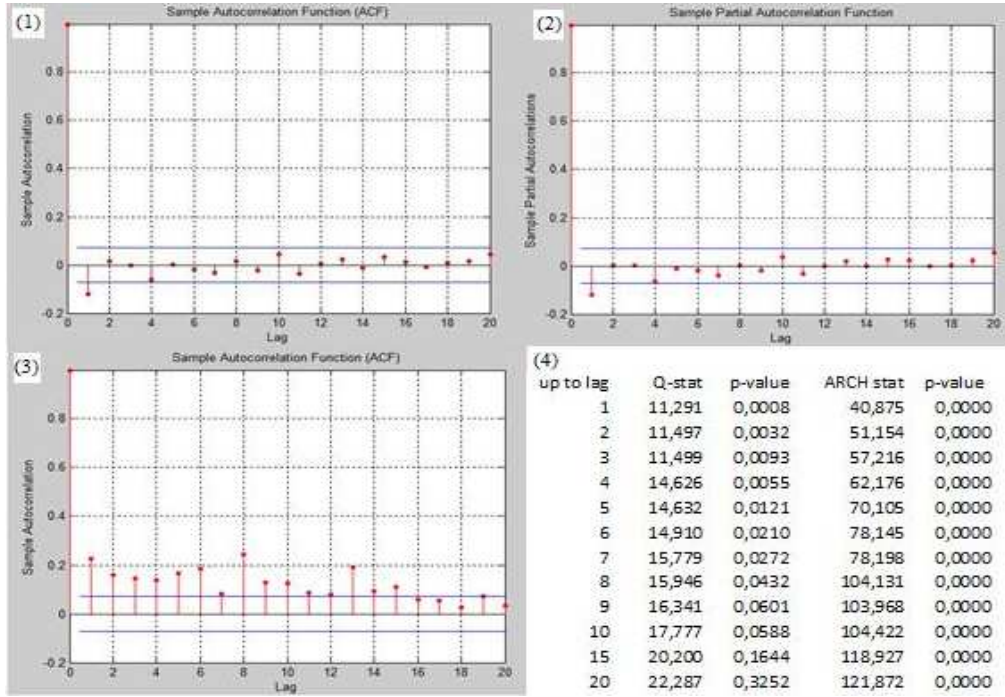 (1)
Sample Autocorrelation Function (ACF)
Sample Autocorrelation
0.8
0.6
0.4
0.2
0
-0.2
0 2 4 6 8 10 12 14 16 18 20
Lag
(2)
Sample Partial Autocorrelation Function
Sample Partial Autocorrelations
0.8
0.6
0.4
0.2
0
-0.2
0 2 4 6 8 10 12 14 16 18 20
Lag
(3)
Sample Autocorrelation Function (ACF)
Sample Autocorrelation
0.8
0.6
0.4
0.2
0
-0.2
0 2 4 6 8 10 12 14 16 18 20
Lag
(4)
up to lag Q-stat p-value ARCH stat p-value
1 11,291 0,0008 40,875 0,0000
2 11,497 0,0032 51,154 0,0000
3 11,499 0,0093 57,216 0,0000
4 14,626 0,0055 62,176 0,0000
5 14,632 0,0121 70,105 0,0000
6 14,910 0,0210 78,145 0,0000
7 15,779 0,0272 78,198 0,0000
8 15,946 0,0432 104,131 0,0000
9 16,341 0,0601 103,968 0,0000
10 17,777 0,0588 104,422 0,0000
15 20,200 0,1644 118,927 0,0000
20 22,287 0,3252 121,872 0,0000